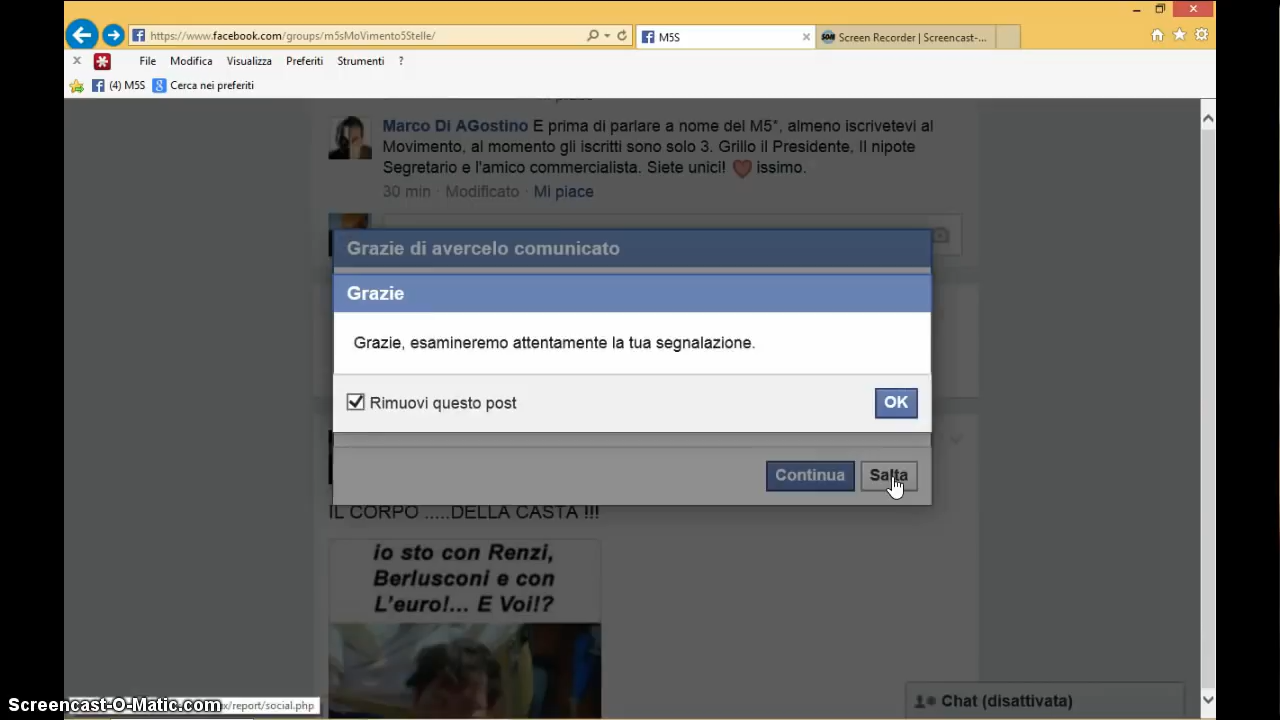 https://www.facebook.com/groups/m5sMoVimento5Stelle/
M5S
Screen Recorder | Screencast-...
File Modifica Visualizza Preferiti Strumenti ?
(4) M5S Cerca nei preferiti
Marco Di AGostino E prima di parlare a nome del M5*, almeno iscrivetevi al
Movimento, al momento gli iscritti sono solo 3. Grillo il Presidente, Il nipote
Segretario e l'amico commercialista. Siete unici! issimo.
30 min · Modificato · Mi piace
Grazie di avercelo comunicato
Grazie
Grazie, esamineremo attentamente la tua segnalazione.
Rimuovi questo post
OK
Continua Salta
IL CORPO .....DELLA CASTA !!!
io sto con Renzi,
Berlusconi e con
L'euro!... E Voi!?
Chat (disattivata)
Screencast-O-Matic.com
x/report/social.php